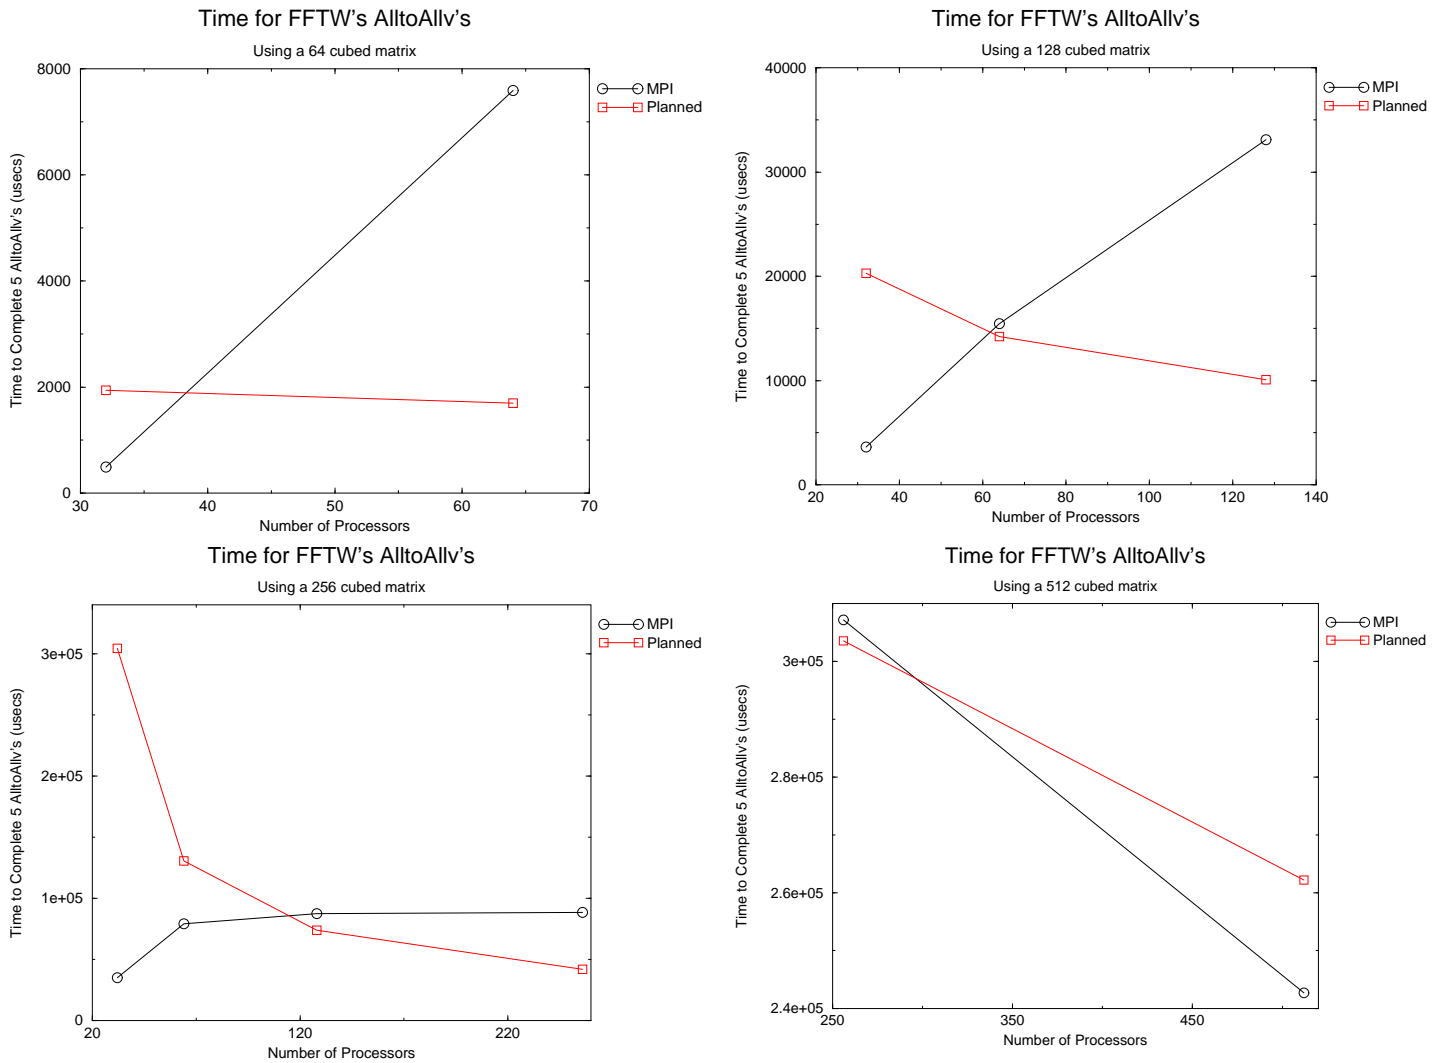 Time for FFTW's AlltoAllv's
Using a 64 cubed matrix
8000
6000
4000
2000
0
30
40
50
60
70
Time to Complete 5 AlltoAllv's (usecs)
Number of Processors
MPI
Planned
Time for FFTW's AlltoAllv's
Using a 128 cubed matrix
40000
30000
20000
10000
0
20
40
60
80
100
120
140
Time to Complete 5 AlltoAllv's (usecs)
Number of Processors
MPI
Planned
Time for FFTW's AlltoAllv's
Using a 256 cubed matrix
3e+05
2e+05
1e+05
0
20
120
220
Time to Complete 5 AlltoAllv's (usecs)
Number of Processors
MPI
Planned
Time for FFTW's AlltoAllv's
Using a 512 cubed matrix
3e+05
2.8e+05
2.6e+05
2.4e+05
250
350
450
Time to Complete 5 AlltoAllv's (usecs)
Number of Processors
MPI
Planned